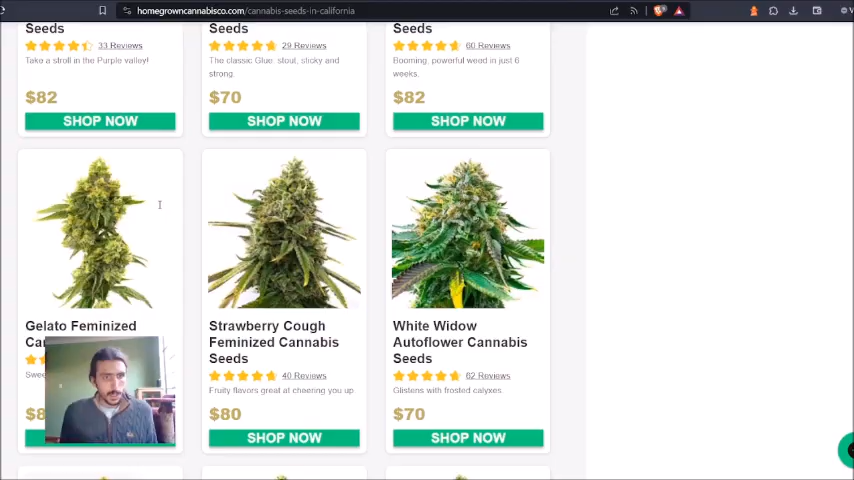 homegrowncannabisco.com/cannabis-seeds-in-california
Seeds
33 Reviews
Take a stroll in the Purple valley!
$82
SHOP NOW
Seeds
29 Reviews
The classic Glue. stout, sticky and
strong.
$70
SHOP NOW
Seeds
60 Reviews
Booming, powerful weed in just 6
weeks.
$82
SHOP NOW
Gelato Feminized
Strawberry Cough
Feminized Cannabis
Seeds
40 Reviews
Fruity flavors great at cheering you up.
$80
SHOP NOW
White Widow
Autoflower Cannabis
Seeds
62 Reviews
Glistens with frosted calyxes.
$70
SHOP NOW